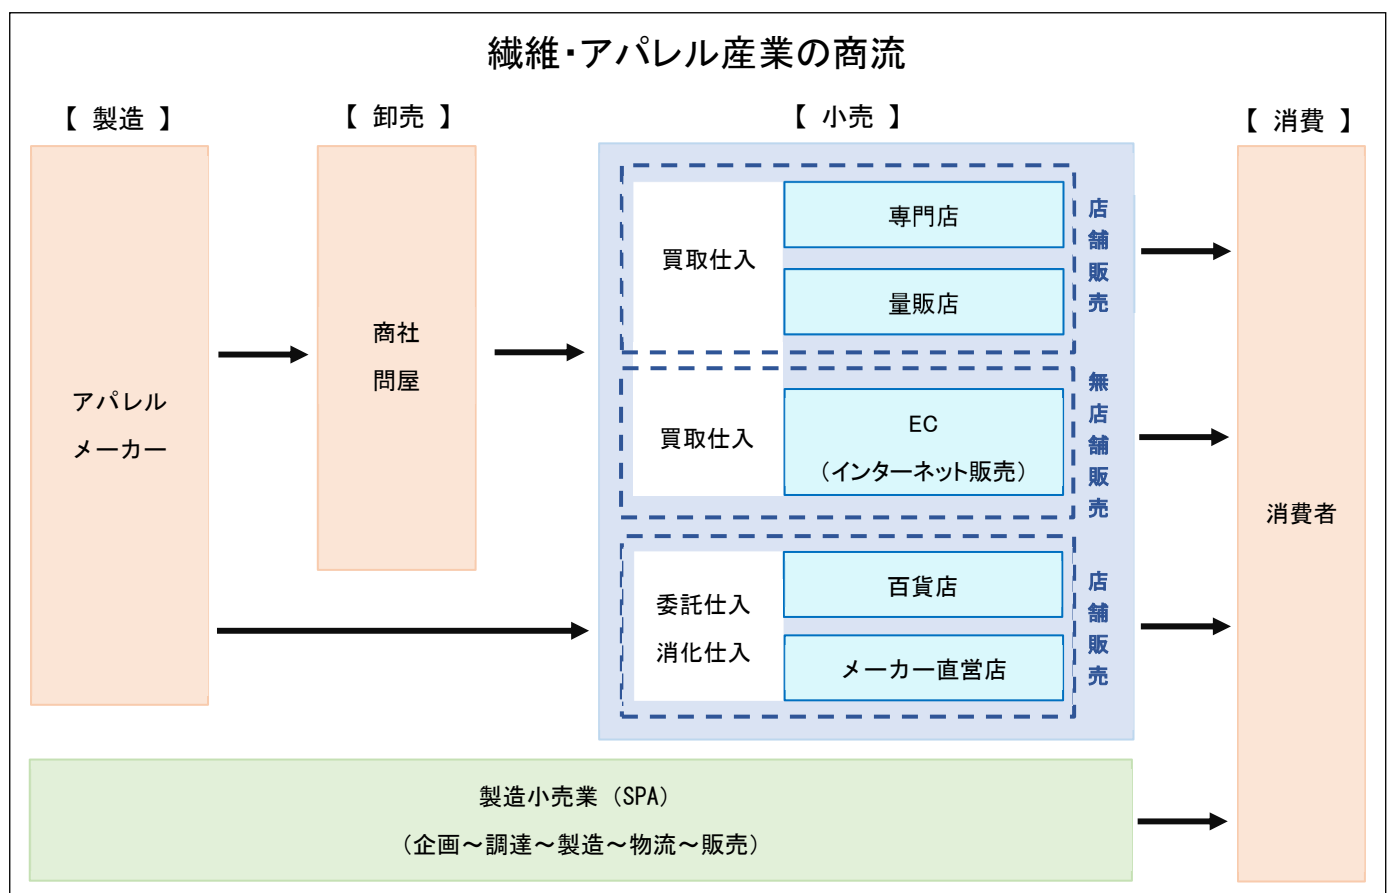 繊維・アパレル産業の商流
【 製造 】
【 卸売 】
【 小売 】
【 消費 】
アパレル
メーカー
商社
問屋
買取仕入
専門店
量販店
店舗販売
買取仕入
EC
（インターネット販売）
無店舗販売
委託仕入
消化仕入
百貨店
メーカー直営店
店舗販売
消費者
製造小売業（SPA）
（企画～調達～製造～物流～販売）